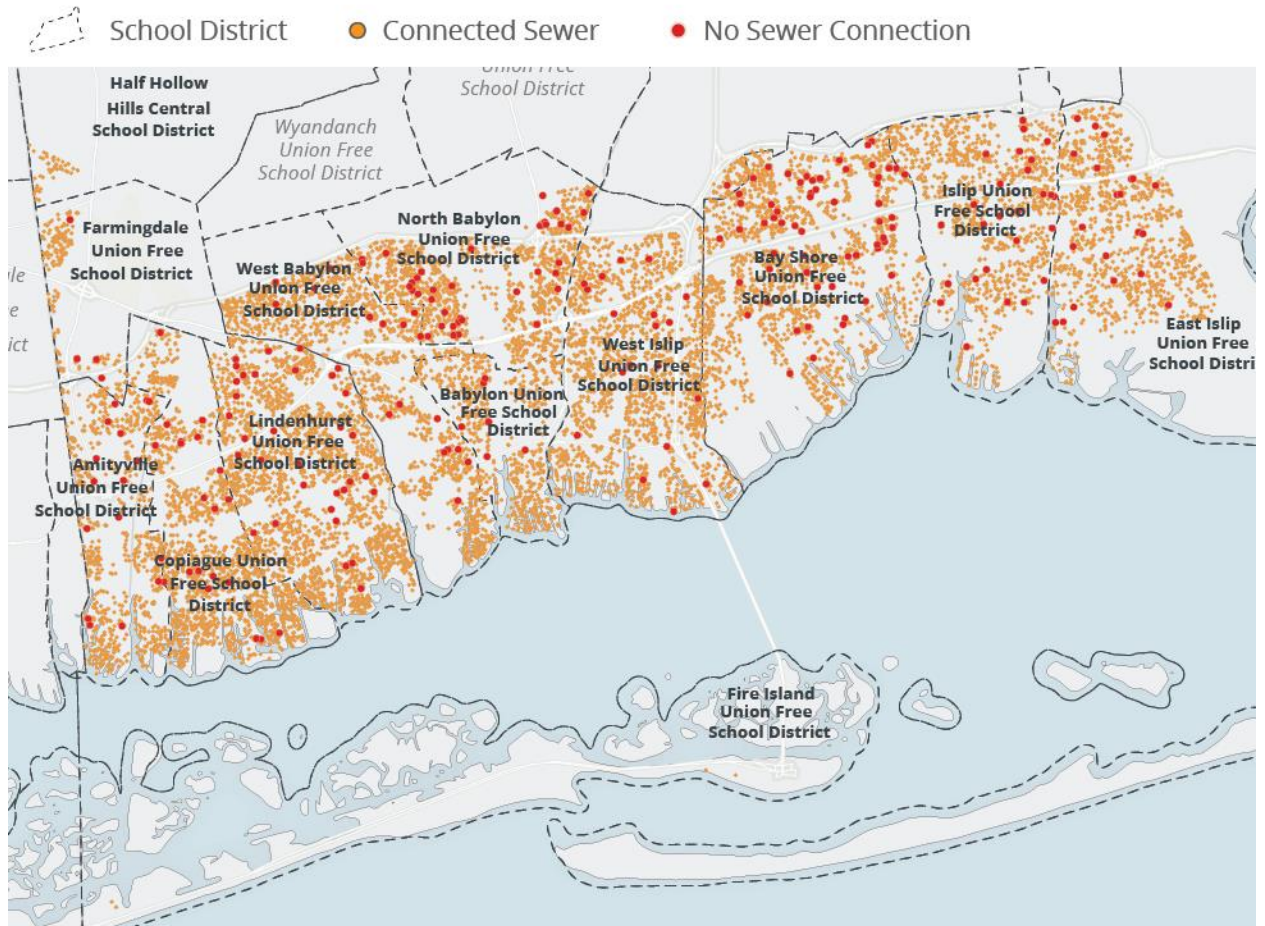 School District
Connected Sewer
No Sewer Connection
Half Hollow
Hills Central
School District
Union Free
School District
Wyandanch
Union Free
School District
Farmingdale
Union Free
School District
North Babylon
Union Free
School District
West Babylon
Union Free
School District
Islip Union
Free School
District
Bay Shore
Union Free
School District
East Islip
Union Free
School Distri
West Islip
Union Free
School District
Babylon Union
Free School
District
Lindenhurst
Union Free
School District
Amityville
Union Free
School District
Copiague Union
Free School
District
Fire Island
Union Free
School District
le
e
ict